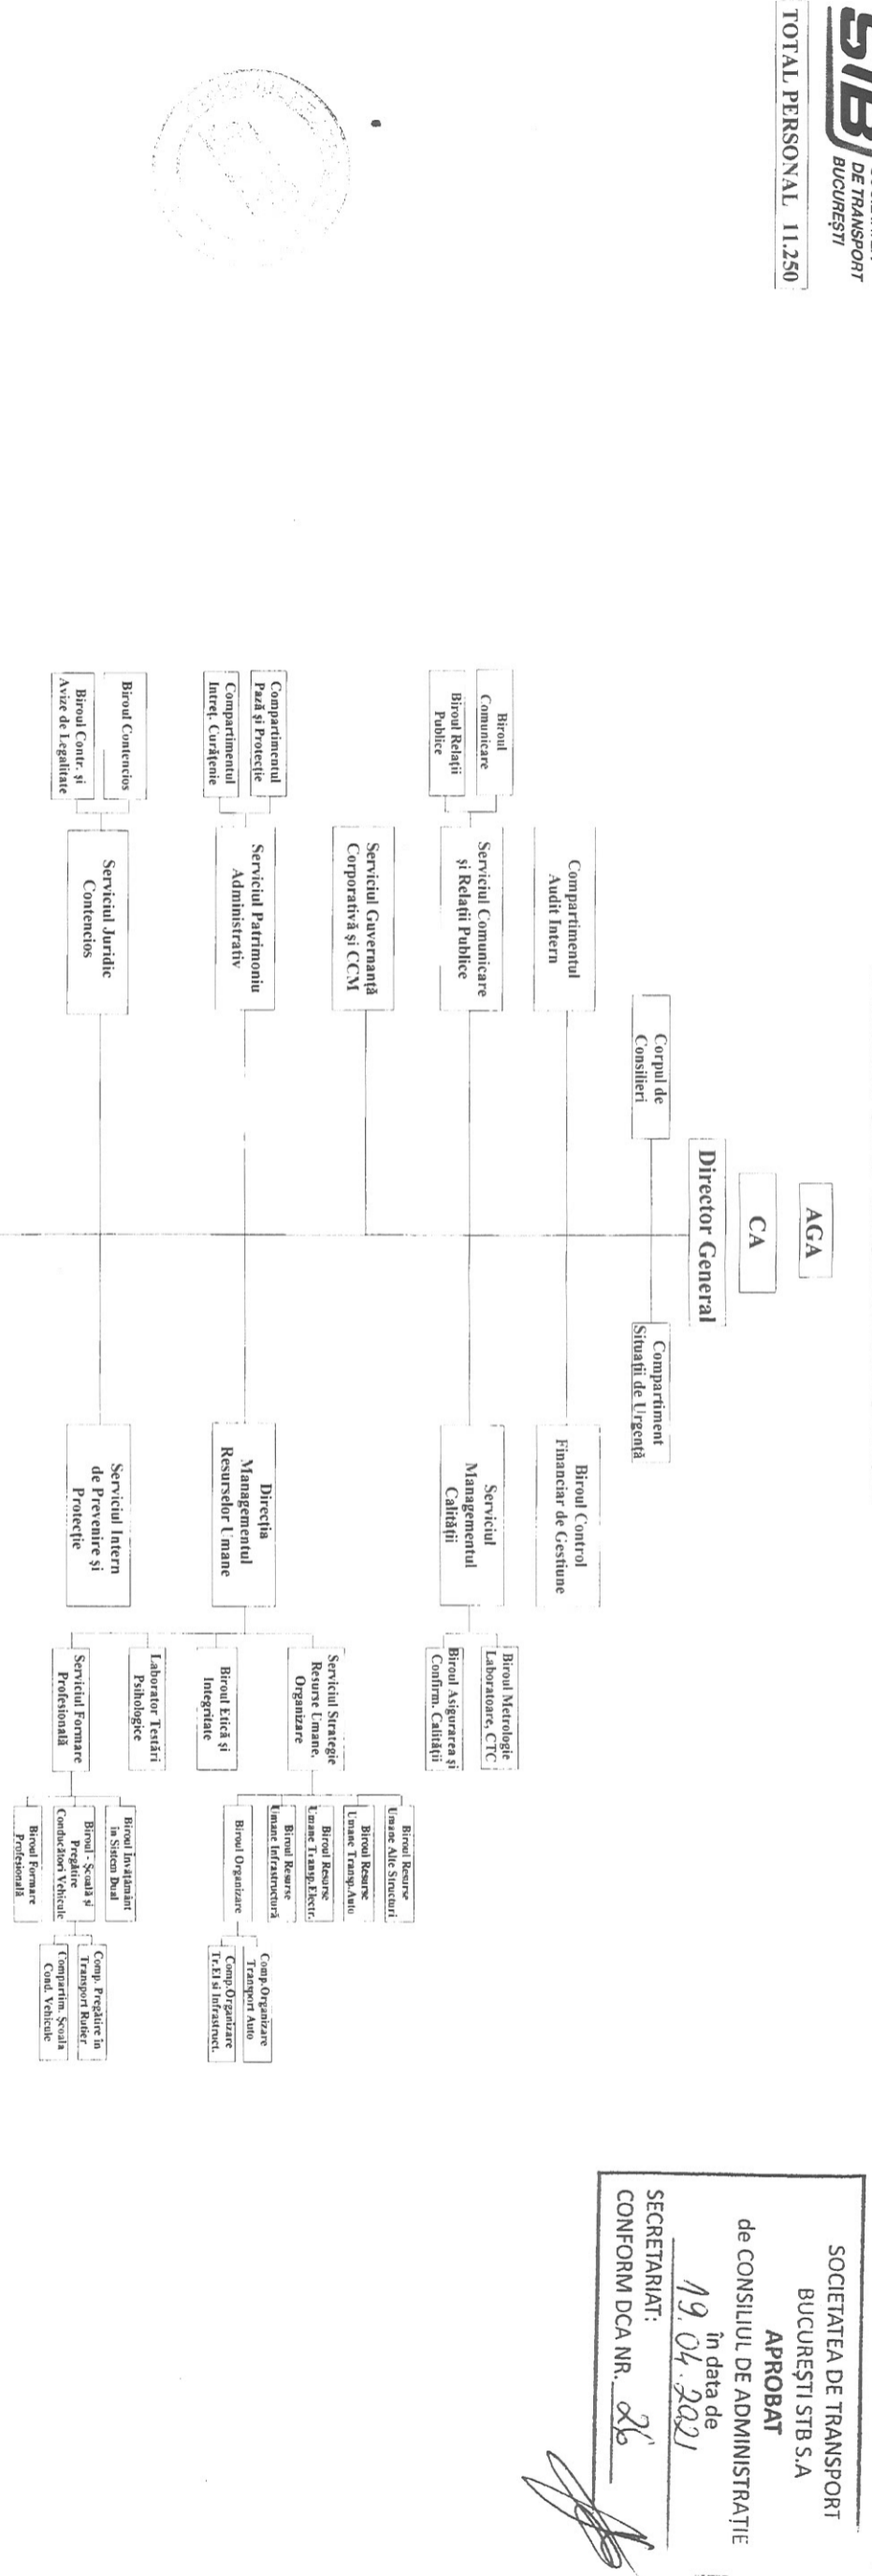 STB
DE TRANSPORT
BUCUREȘTI
TOTAL PERSONAL 11.250
SOCIETATEA DE TRANSPORT
BUCUREȘTI STB S.A
APROBAT
de CONSILIUL DE ADMINISTRAȚIE
în data de
19.04.2021
SECRETARIAT:
CONFORM DCA NR. 26
AGA
CA
Director General
Corpul de
Consilieri
Compartiment
Situații de Urgență
Compartimentul
Audit Intern
Biroul Control
Financiar de Gestiune
Biroul
Comunicare
Biroul Relații
Publice
Serviciul Comunicare
și Relații Publice
Serviciul
Managementul
Calității
Biroul Metrologie
Laboratoare, CTC
Biroul Asigurarea și
Confirm. Calității
Serviciul Guvernanță
Corporativă și CCM
Compartimentul
Pază și Protecție
Compartimentul
Intreț. Curățenie
Serviciul Patrimoniu
Administrativ
Direcția
Managementul
Resurselor Umane
Serviciul Strategie
Resurse Umane,
Organizare
Biroul Resurse
Umane Alte Structuri
Biroul Resurse
Umane Transp.Auto
Biroul Resurse
Umane Transp.Electr.
Biroul Resurse
Umane Infrastructură
Biroul Organizare
Comp.Organizare
Transport Auto
Comp.Organizare
Tr.El si Infrastruct.
Biroul Etică și
Integritate
Laborator Testări
Psihologice
Serviciul Formare
Profesională
Biroul Învățământ
în Sistem Dual
Biroul - Școală și
Pregătire
Conducători Vehicule
Biroul Formare
Profesională
Comp. Pregătire in
Transport Rutier
Compartim. Școala
Cond. Vehicule
Biroul Contencios
Biroul Contr. și
Avize de Legalitate
Serviciul Juridic
Contencios
Serviciul Intern
de Prevenire și
Protecție